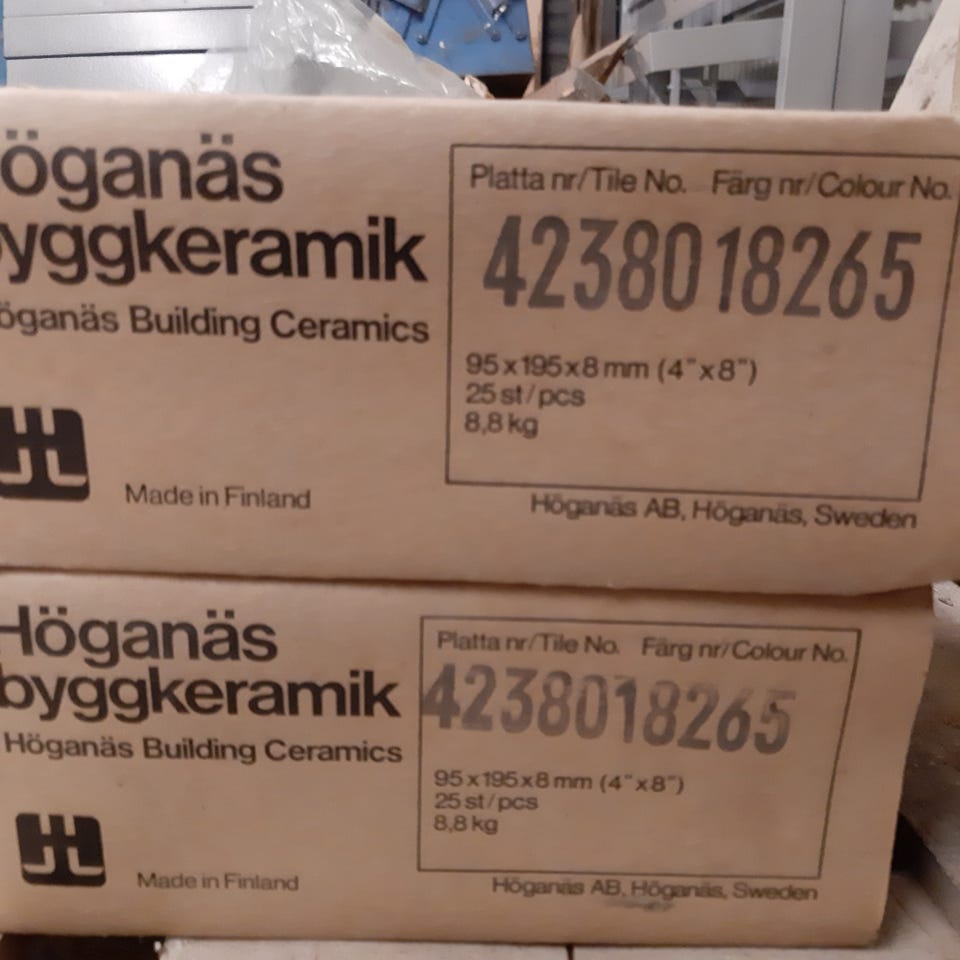 öganäs
yggkeramik
öganäs Building Ceramics
Made in Finland
Platta nr/Tile No. Färg nr/Colour No.
42380 18265
95 x 195 x 8 mm (4" x 8")
25 st/pcs
8,8 kg
Höganäs AB, Höganäs, Sweden
Höganäs
byggkeramik
Höganäs Building Ceramics
Made in Finland
Platta nr/Tile No. Färg nr/Colour No.
4238018265
95 x 195 x 8 mm (4" x 8")
25 st/pcs
8,8 kg
Höganäs AB, Höganäs, Sweden